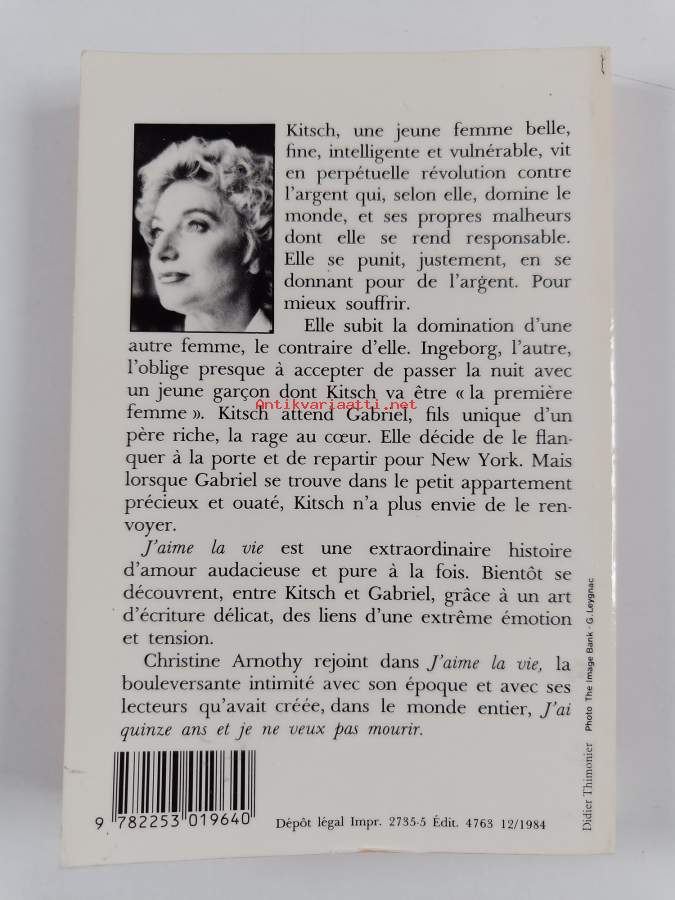 Kitsch, une jeune femme belle,
fine, intelligente et vulnérable, vit
en perpétuelle révolution contre
l'argent qui, selon elle, domine le
monde, et ses propres malheurs
dont elle se rend responsable.
Elle se punit, justement, en se
donnant pour de l'argent. Pour
mieux souffrir.
Elle subit la domination d'une
autre femme, le contraire d'elle. Ingeborg, l'autre,
l'oblige presque à accepter de passer la nuit avec
un jeune garçon dont Kitsch va être « la première
femme ». Kitsch attend Gabriel, fils unique d'un
Antikvariaatti.net
père riche, la rage au cœur. Elle décide de le flan-
quer à la porte et de repartir pour New York. Mais
lorsque Gabriel se trouve dans le petit appartement
précieux et ouaté, Kitsch n'a plus envie de le ren-
voyer.
J'aime la vie est une extraordinaire histoire
d'amour audacieuse et pure à la fois. Bientôt se
découvrent, entre Kitsch et Gabriel, grâce à un art
d'écriture délicat, des liens d'une extrême émotion
et tension.
Christine Arnothy rejoint dans J'aime la vie, la
bouleversante intimité avec son époque et avec ses
lecteurs qu'avait créée, dans le monde entier, J'ai
quinze ans et je ne veux pas mourir.
9 782253 019640
Dépôt légal Impr. 2735-5 Édit. 4763 12/1984
Didier Thimonier Photo The Image Bank - G. Leygnac